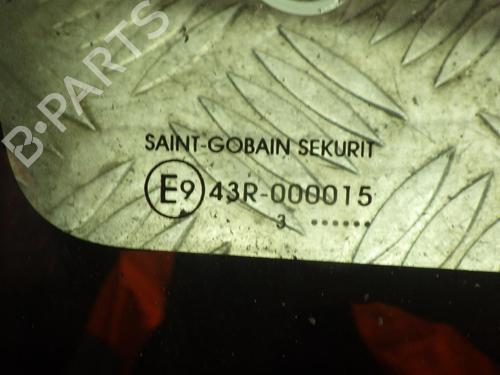 B-PARTS
SAINT-GOBAIN SEKURIT
E9 43R-000015
3 ......